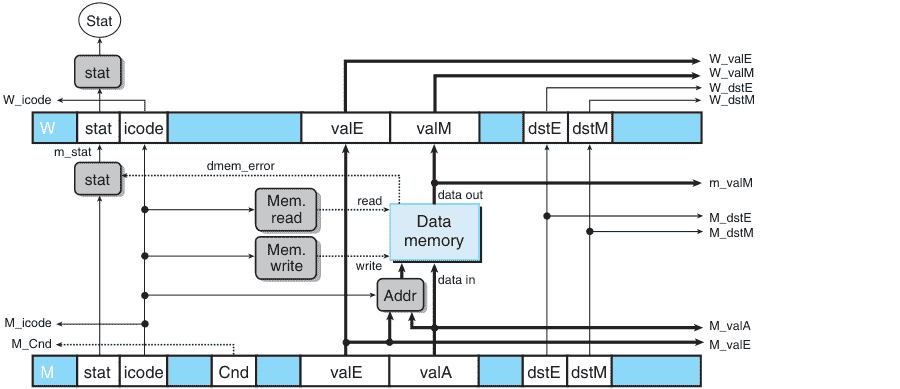 Stat
stat
W_valE
W_valM
W_dstE
W_dstM
W_icode
W stat icode valE valM dstE dstM
m_stat
dmem_error
stat
m_valM
data out
Mem.
read
read
Data
memory
M_dstE
M_dstM
Mem.
write
write
data in
Addr
M_icode
M_valA
M_Cnd
M_valE
M stat icode Cnd valE valA dstE dstM